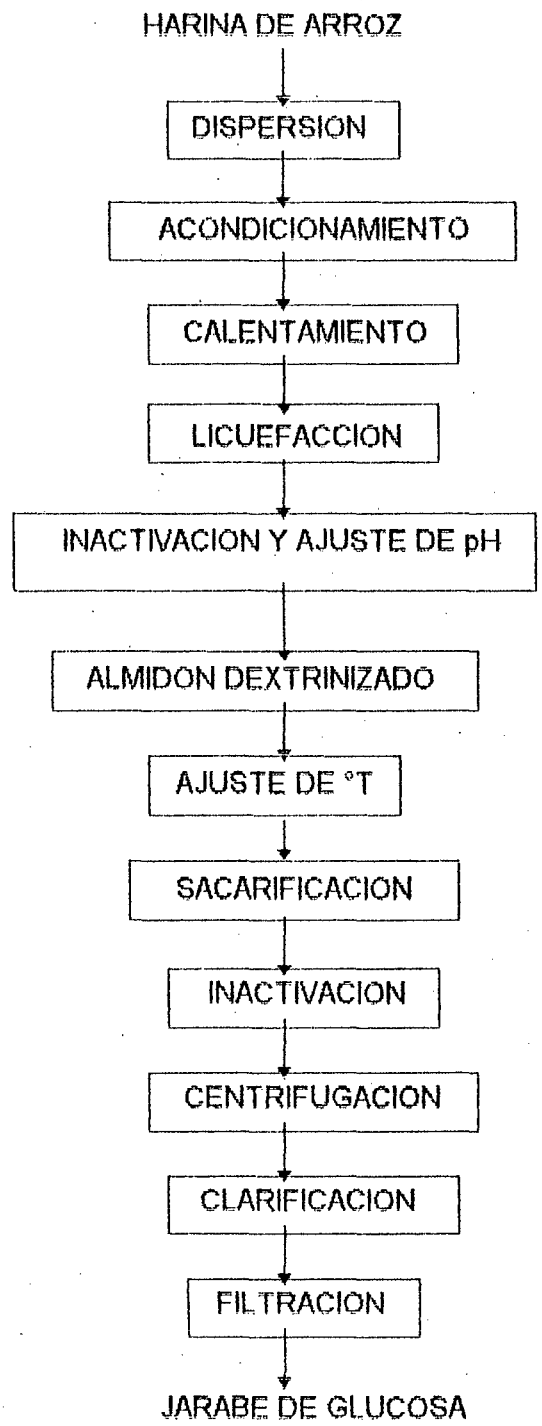 HARINA DE ARROZ
DISPERSION
ACONDICIONAMIENTO
CALENTAMIENTO
LICUEFACCION
INACTIVACION Y AJUSTE DE pH
ALMIDON DEXTRINIZADO
AJUSTE DE °T
SACARIFICACION
INACTIVACION
CENTRIFUGACION
CLARIFICACION
FILTRACION
JARABE DE GLUCOSA